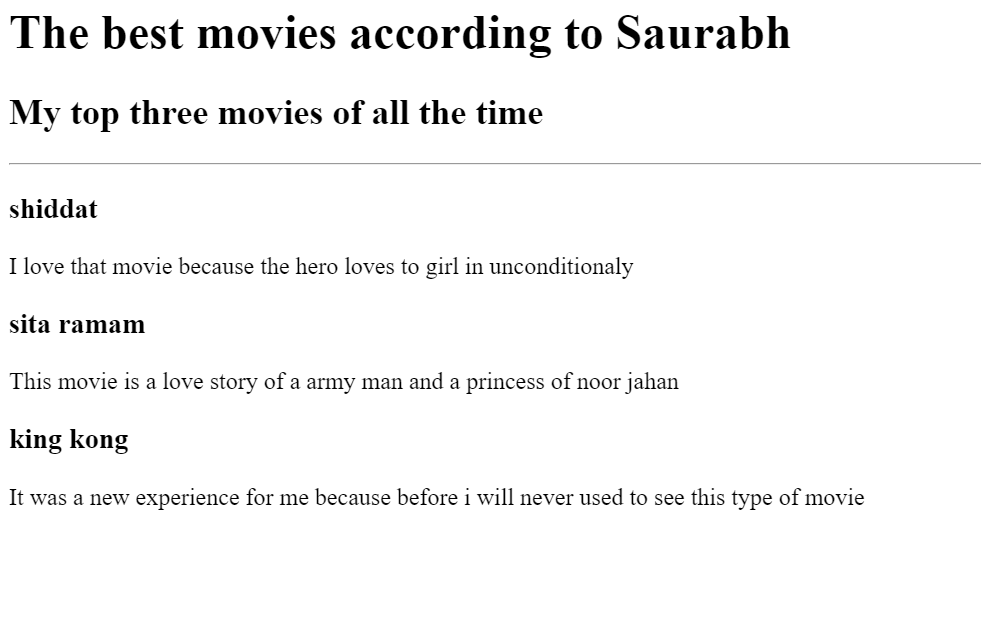 The best movies according to Saurabh
My top three movies of all the time
shiddat
I love that movie because the hero loves to girl in unconditionaly
sita ramam
This movie is a love story of a army man and a princess of noor jahan
king kong
It was a new experience for me because before i will never used to see this type of movie